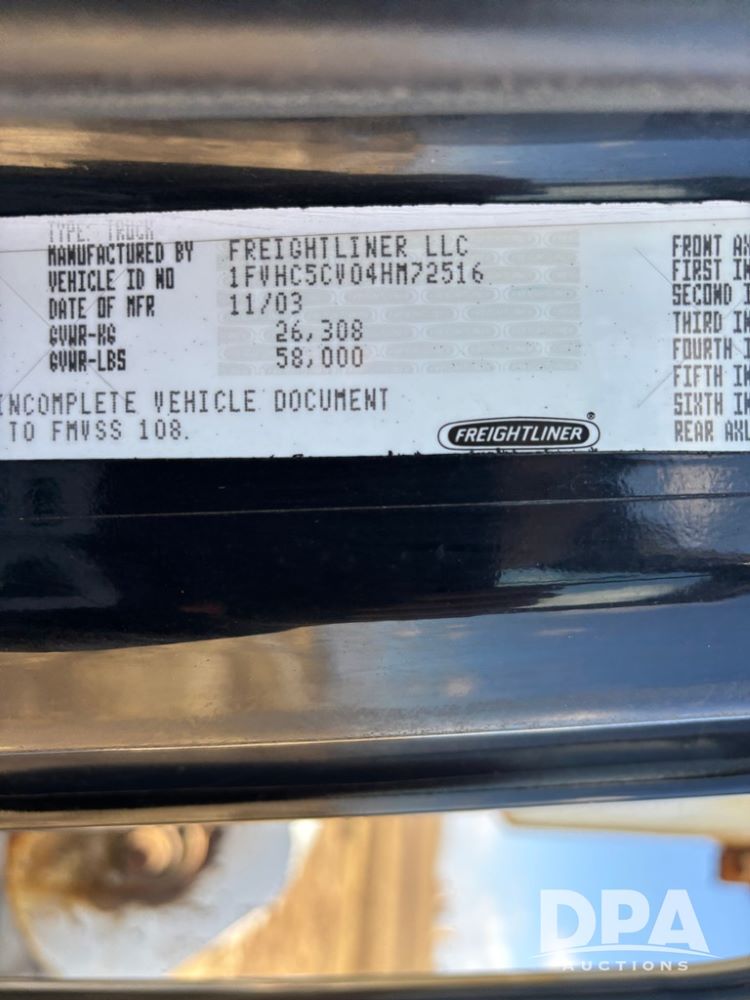 TYPE: TRUCK
MANUFACTURED BY FREIGHTLINER LLC
VEHICLE ID NO 1FVHC5CV04HM72516
DATE OF MFR 11/03
GVWR-KG 26,308
GVWR-LBS 58,000
INCOMPLETE VEHICLE DOCUMENT
TO FMVSS 108.
FREIGHTLINER ®
FRONT AX
FIRST IN
SECOND I
THIRD IN
FOURTH I
FIFTH IN
SIXTH IN
REAR AXL
DPA
AUCTIONS